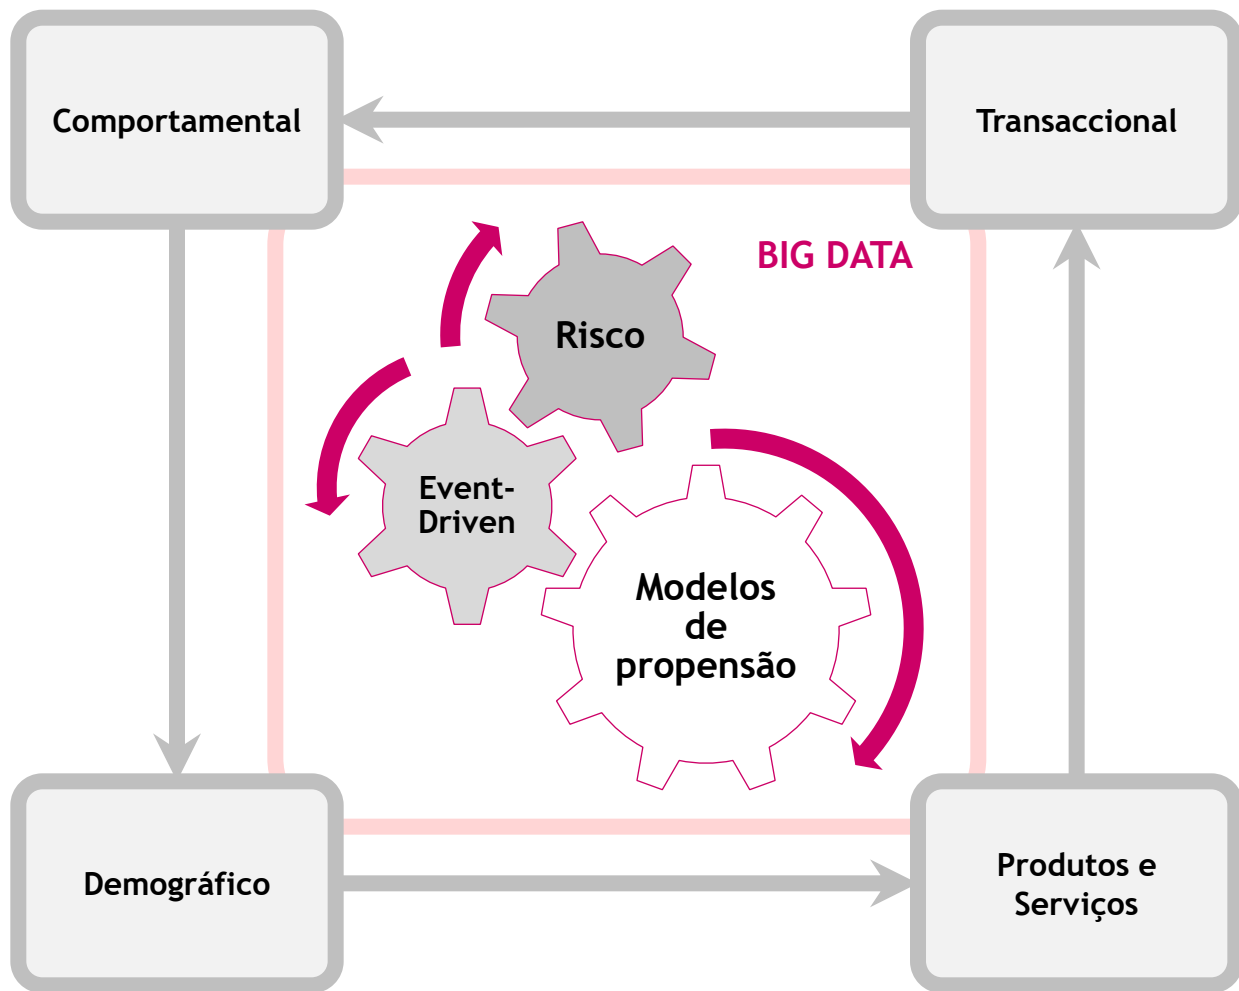 Comportamental
Transaccional
BIG DATA
Risco
Event-
Driven
Modelos
de
propensão
Demográfico
Produtos e
Serviços